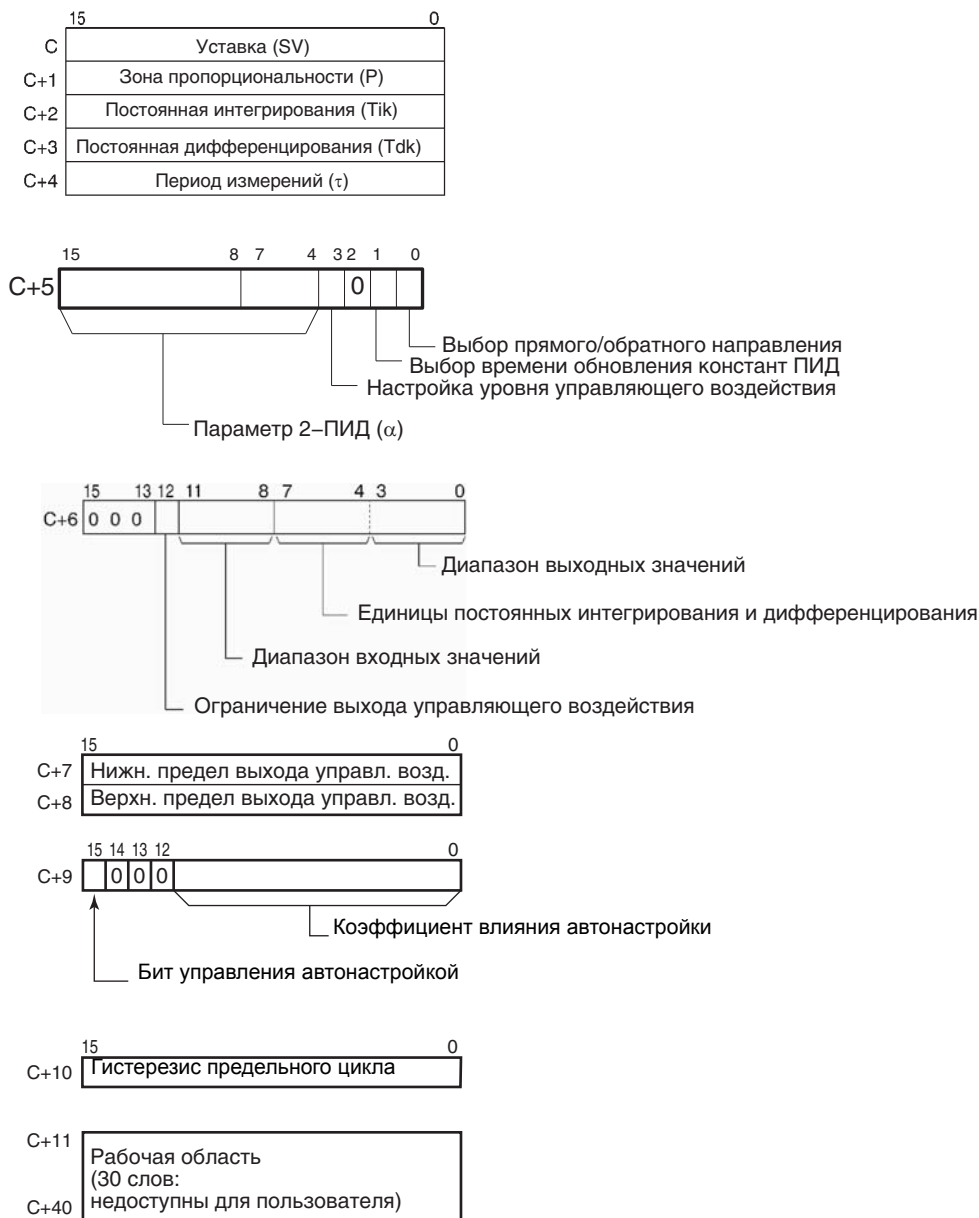 15 0
C Уставка (SV)
C+1 Зона пропорциональности (P)
C+2 Постоянная интегрирования (Tik)
C+3 Постоянная дифференцирования (Tdk)
C+4 Период измерений (τ)
15 8 7 4 3 2 1 0
C+5 0
Выбор прямого/обратного направления
Выбор времени обновления констант ПИД
Настройка уровня управляющего воздействия
Параметр 2–ПИД (α)
15 13 12 11 8 7 4 3 0
C+6 0 0 0
Диапазон выходных значений
Единицы постоянных интегрирования и дифференцирования
Диапазон входных значений
Ограничение выхода управляющего воздействия
15 0
C+7 Нижн. предел выхода управл. возд.
C+8 Верхн. предел выхода управл. возд.
15 14 13 12 0
C+9 0 0 0
Коэффициент влияния автонастройки
Бит управления автонастройкой
15 0
C+10 Гистерезис предельного цикла
C+11
Рабочая область
(30 слов:
C+40 недоступны для пользователя)